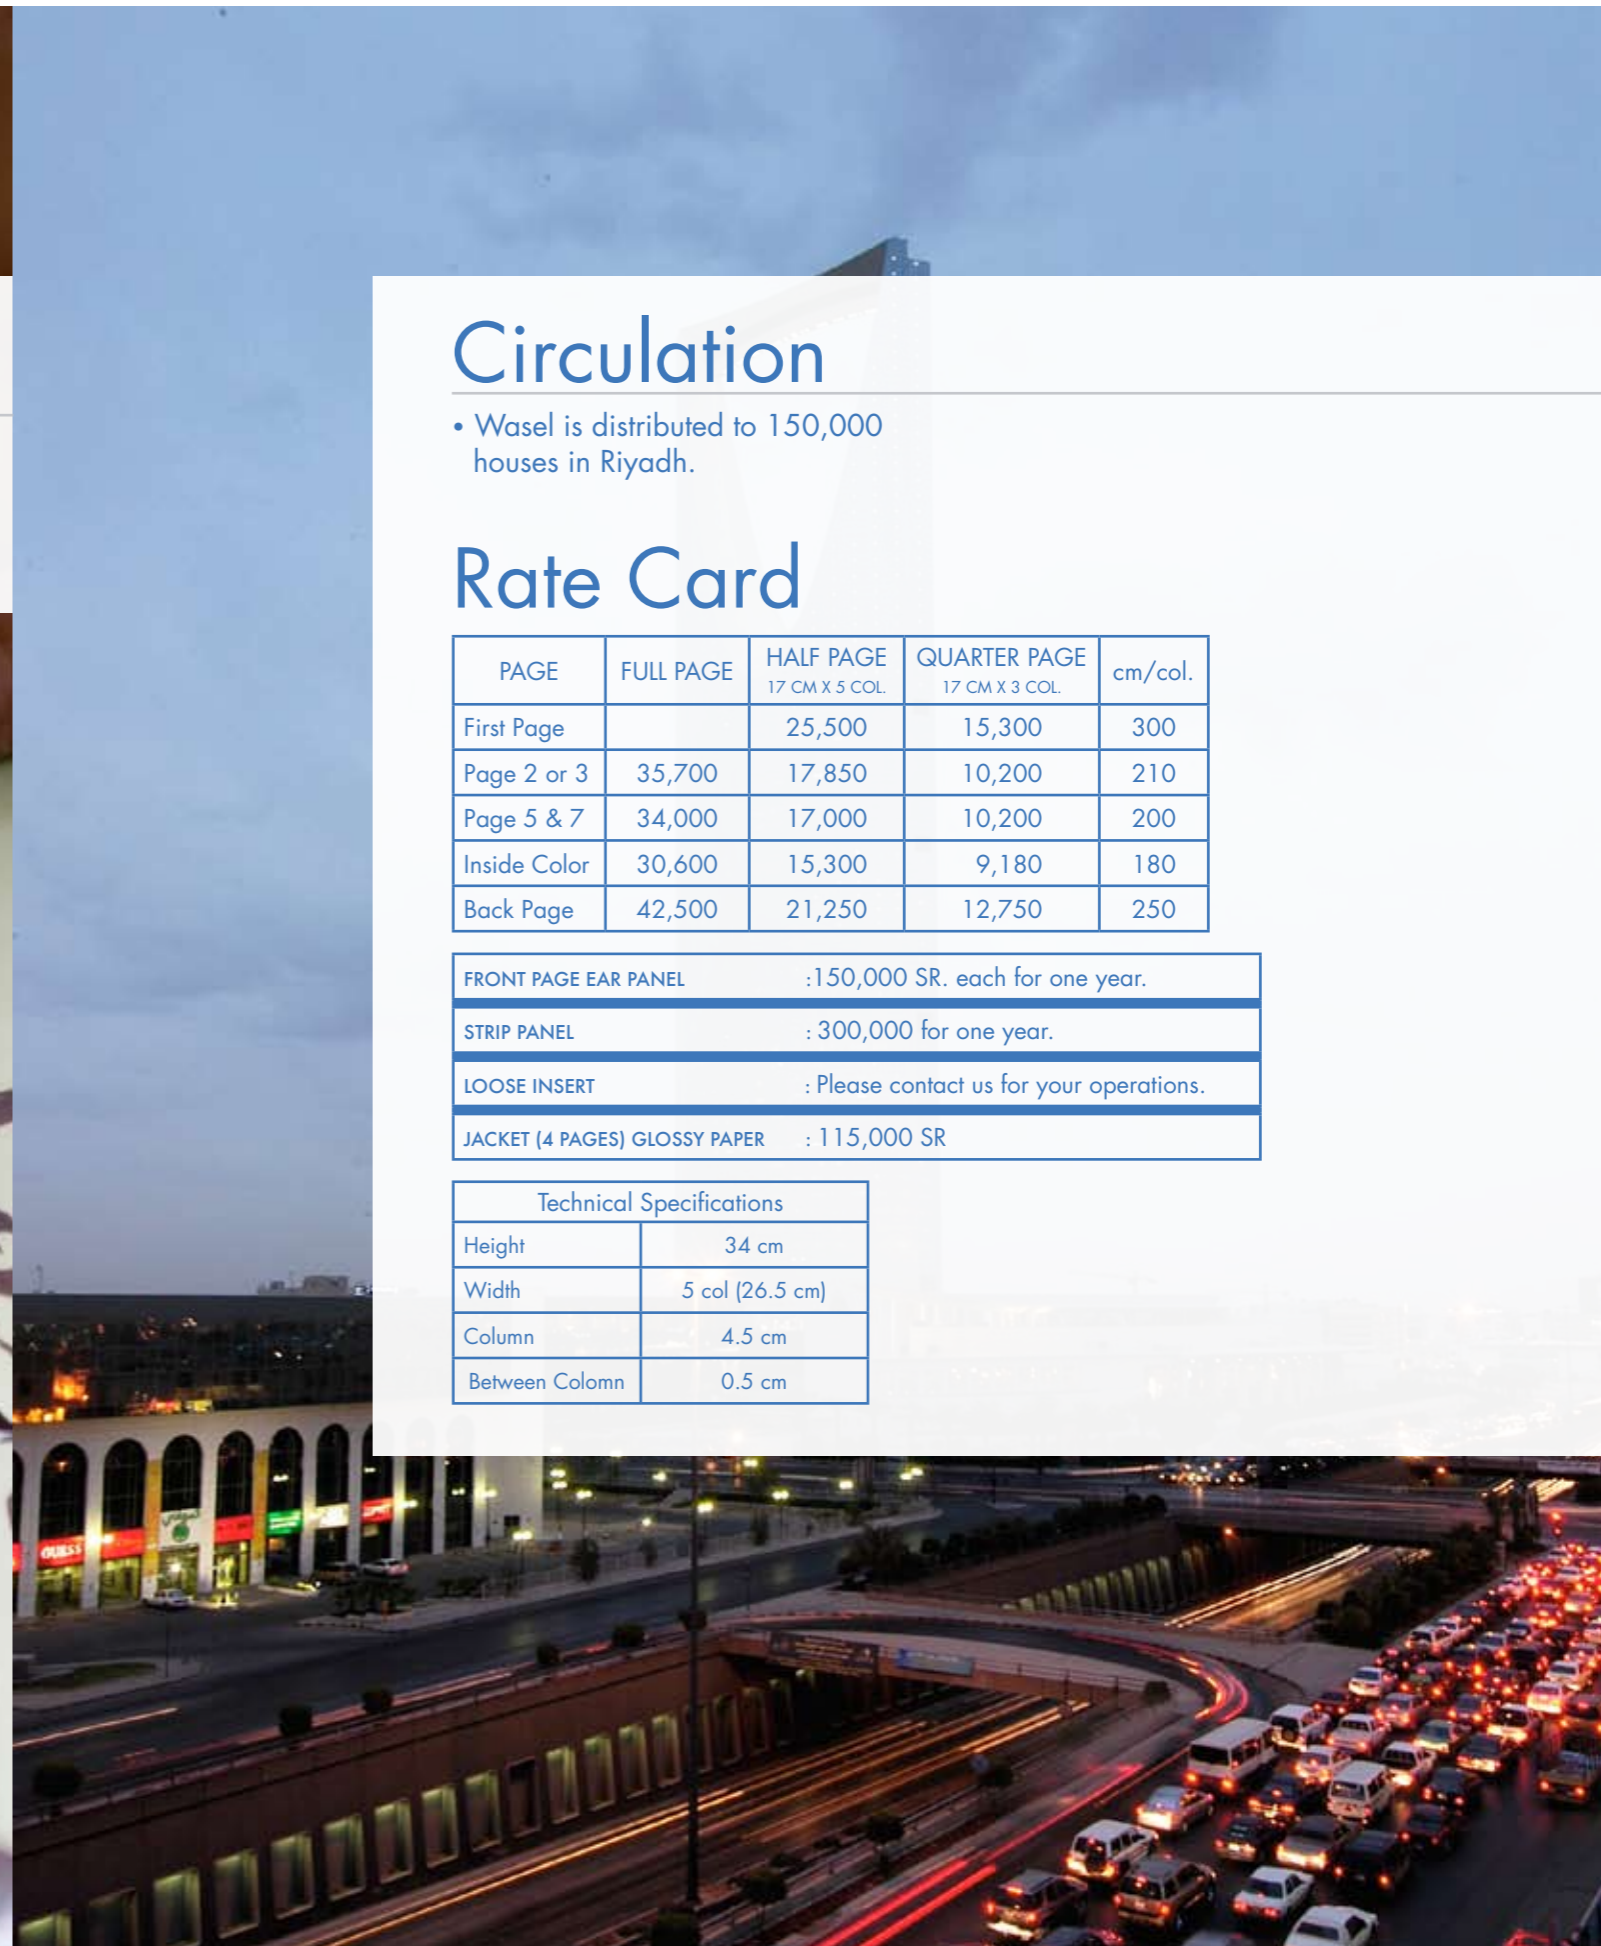 Circulation
• Wasel is distributed to 150,000
houses in Riyadh.
Rate Card
PAGE FULL PAGE HALF PAGE 17 CM X 5 COL. QUARTER PAGE 17 CM X 3 COL. cm/col.
First Page 25,500 15,300 300
Page 2 or 3 35,700 17,850 10,200 210
Page 5 & 7 34,000 17,000 10,200 200
Inside Color 30,600 15,300 9,180 180
Back Page 42,500 21,250 12,750 250
FRONT PAGE EAR PANEL :150,000 SR. each for one year.
STRIP PANEL : 300,000 for one year.
LOOSE INSERT : Please contact us for your operations.
JACKET (4 PAGES) GLOSSY PAPER : 115,000 SR
Technical Specifications
Height 34 cm
Width 5 col (26.5 cm)
Column 4.5 cm
Between Colomn 0.5 cm
GUESS